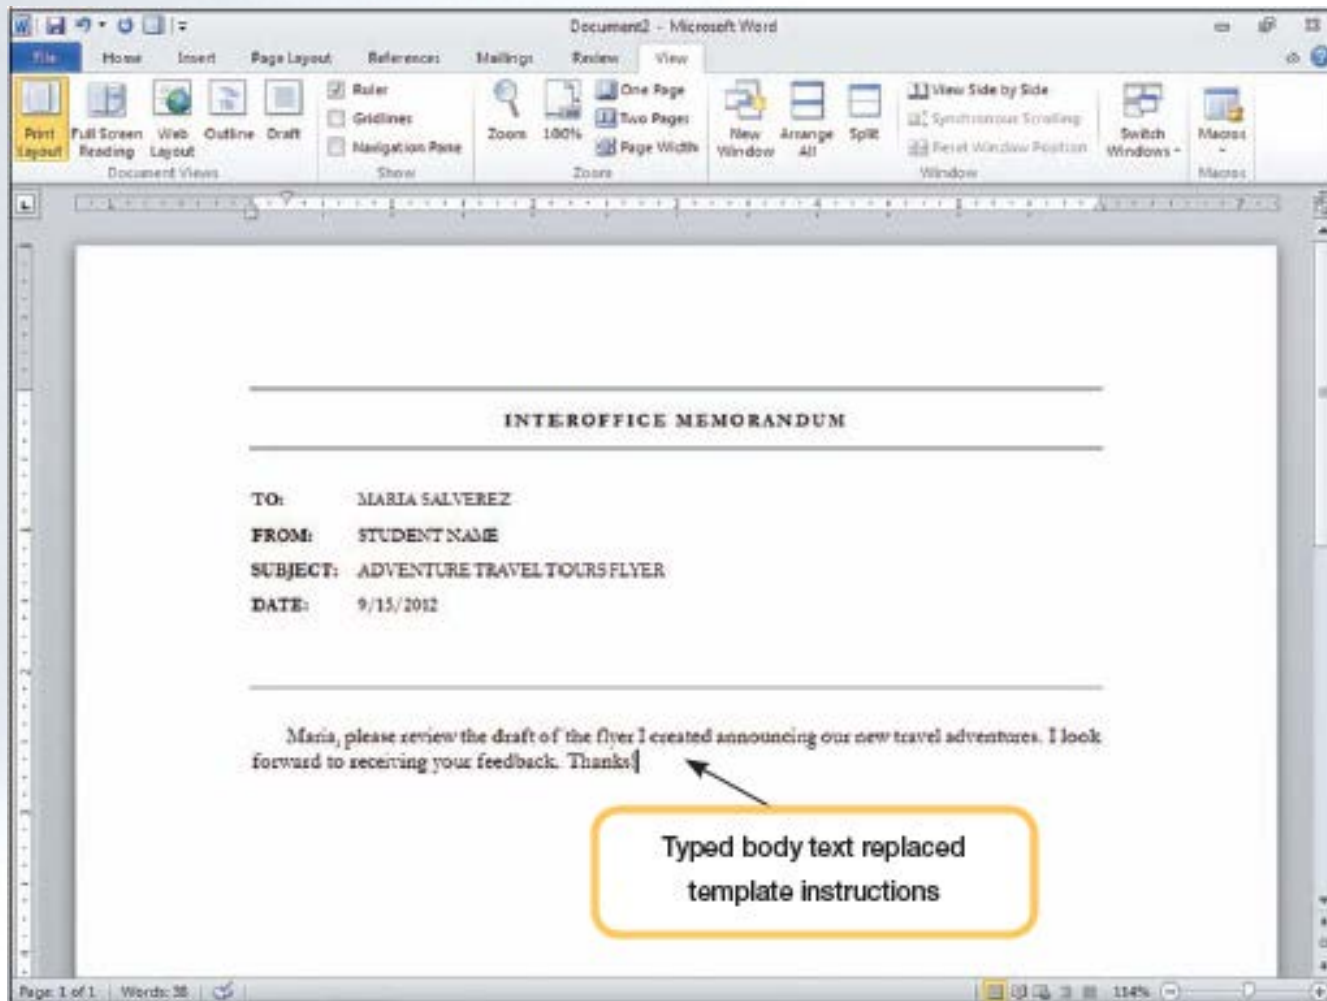 Document2 - Microsoft Word
File Home Insert Page Layout References Mailings Review View
Print Layout
Full Screen Reading
Web Layout
Outline
Draft
Document Views
Ruler
Gridlines
Navigation Pane
Show
Zoom
100%
One Page
Two Pages
Page Width
Zoom
New Window
Arrange All
Split
View Side by Side
Synchronous Scrolling
Reset Window Position
Window
Switch Windows
Macros
Macros
INTEROFFICE MEMORANDUM
TO: MARIA SALVEREZ
FROM: STUDENT NAME
SUBJECT: ADVENTURE TRAVEL TOURS FLYER
DATE: 9/15/2012
Maria, please review the draft of the flyer I created announcing our new travel adventures. I look
forward to receiving your feedback. Thanks!
Typed body text replaced
template instructions
Page: 1 of 1 Words: 38 114%